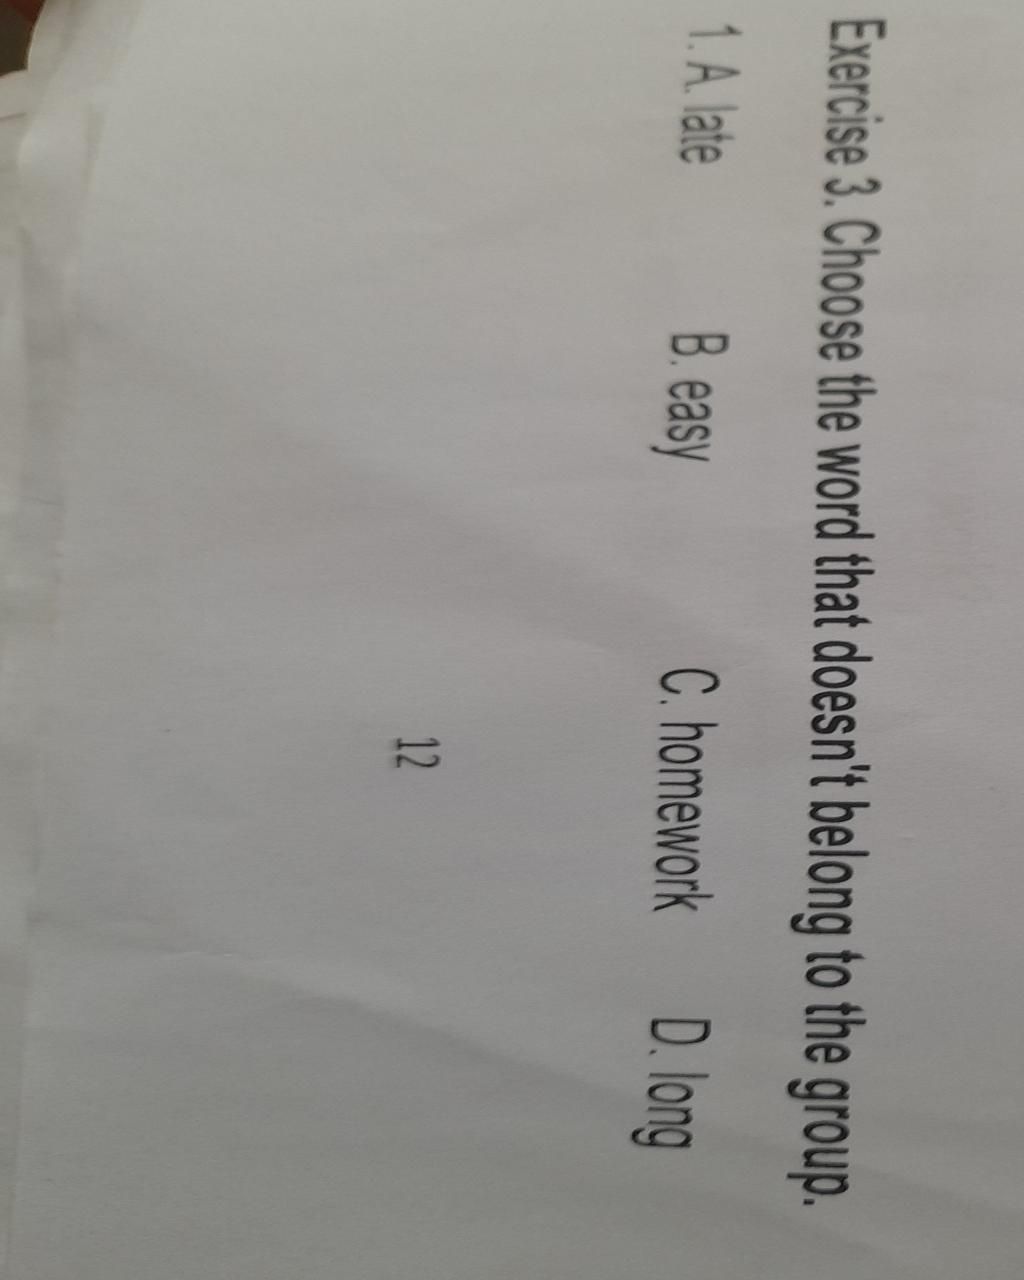 Exercise 3. Choose the word that doesn't belong to the group.
1. A. late B. easy C. homework D. long
12